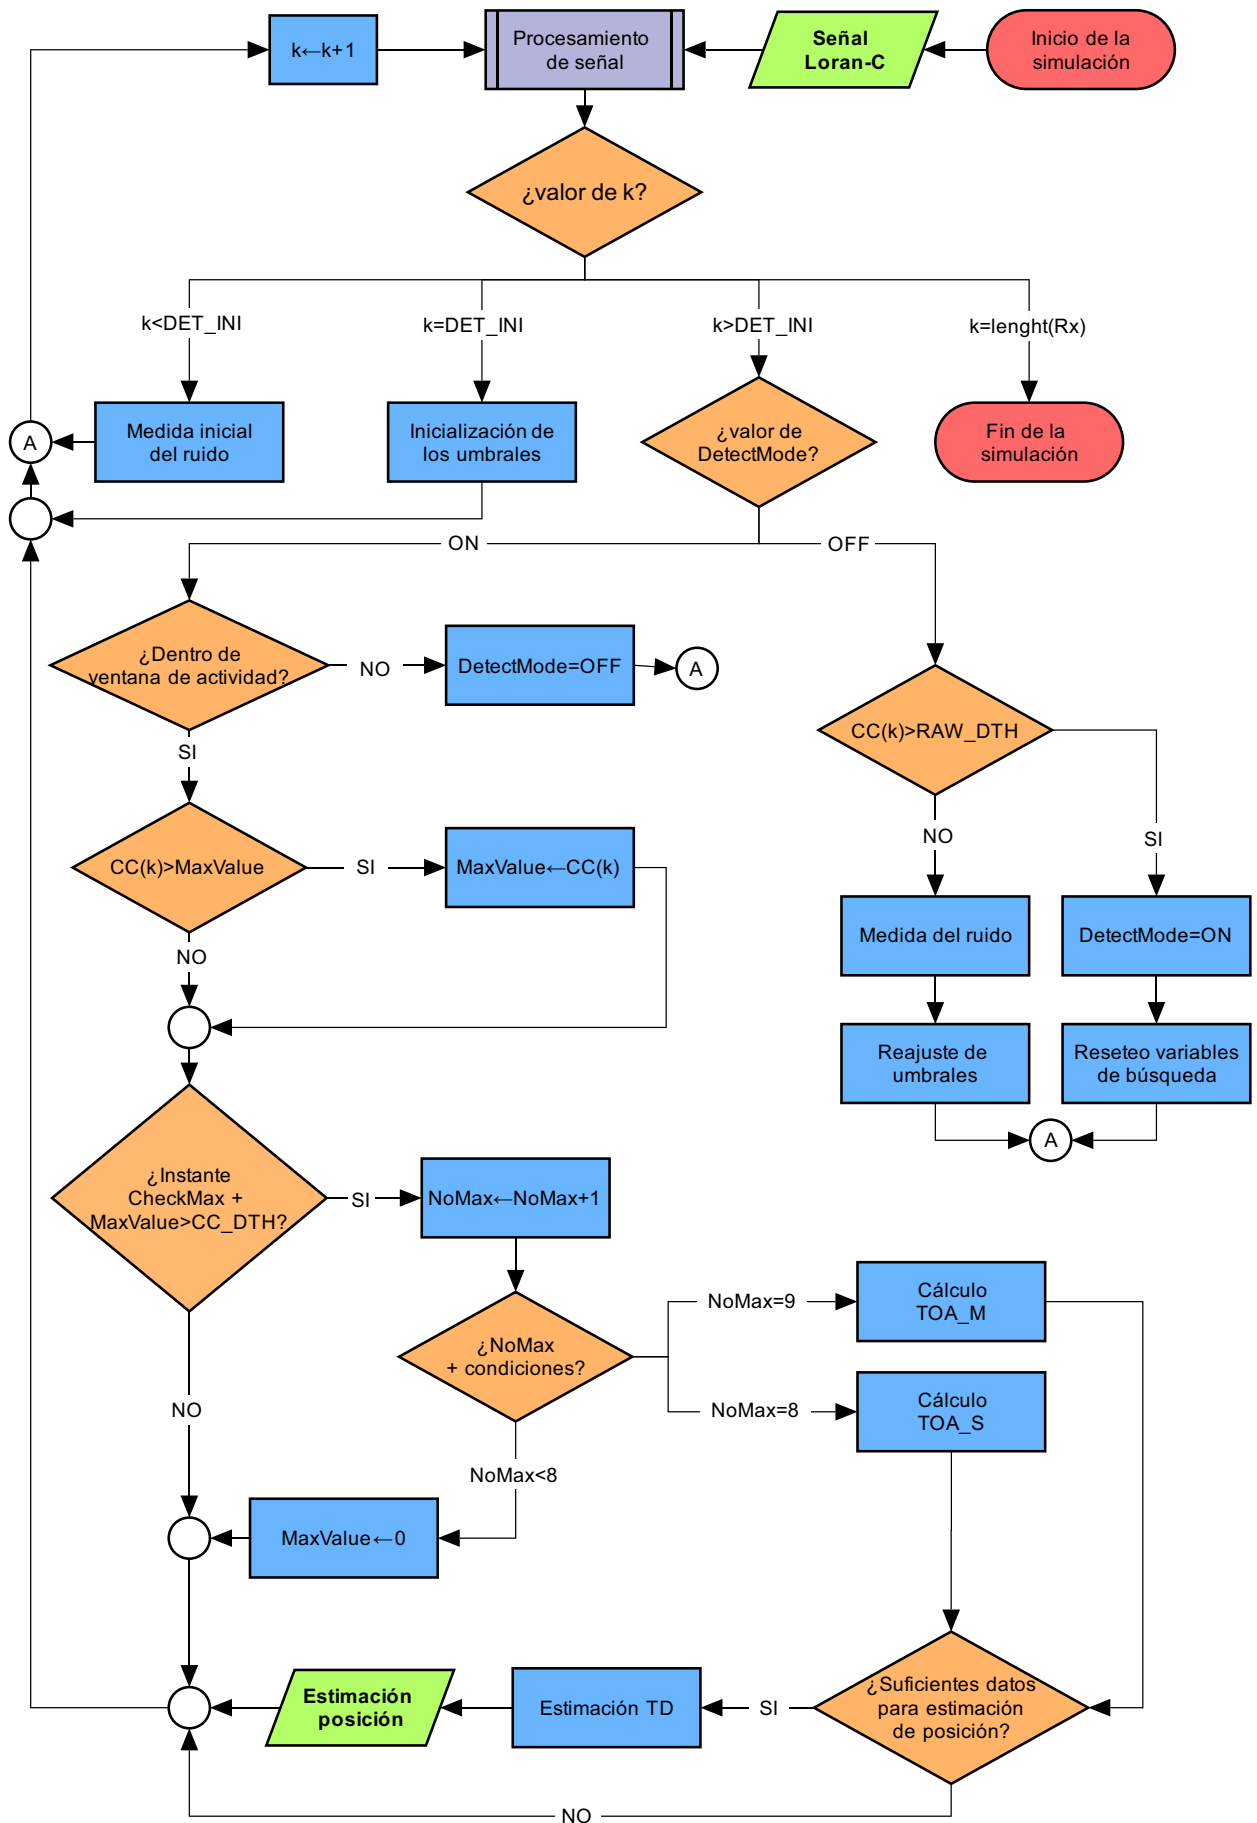 k←k+1
Procesamiento
de señal
Señal
Loran-C
Inicio de la
simulación
¿valor de k?
k<DET_INI
k=DET_INI
k>DET_INI
k=lenght(Rx)
A
Medida inicial
del ruido
Inicialización de
los umbrales
¿valor de
DetectMode?
Fin de la
simulación
ON
OFF
¿Dentro de
ventana de actividad?
NO
DetectMode=OFF
A
CC(k)>RAW_DTH
SI
NO
SI
CC(k)>MaxValue
SI
MaxValue←CC(k)
NO
Medida del ruido
DetectMode=ON
Reajuste de
umbrales
Reseteo variables
de búsqueda
A
¿Instante
CheckMax +
MaxValue>CC_DTH?
SI
NoMax←NoMax+1
NoMax=9
Cálculo
TOA_M
¿NoMax
+ condiciones?
NoMax=8
Cálculo
TOA_S
NO
NoMax<8
MaxValue←0
Estimación
posición
Estimación TD
SI
¿Suficientes datos
para estimación
de posición?
NO